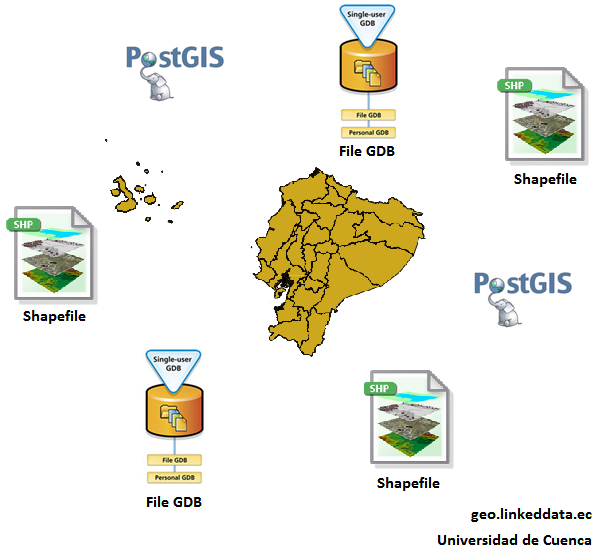 Single-user
GDB
PostGIS
File GDB
Personal GDB
File GDB
SHP
Shapefile
SHP
Shapefile
PostGIS
Single-user
GDB
File GDB
Personal GDB
File GDB
SHP
Shapefile
geo.linkeddata.ec
Universidad de Cuenca